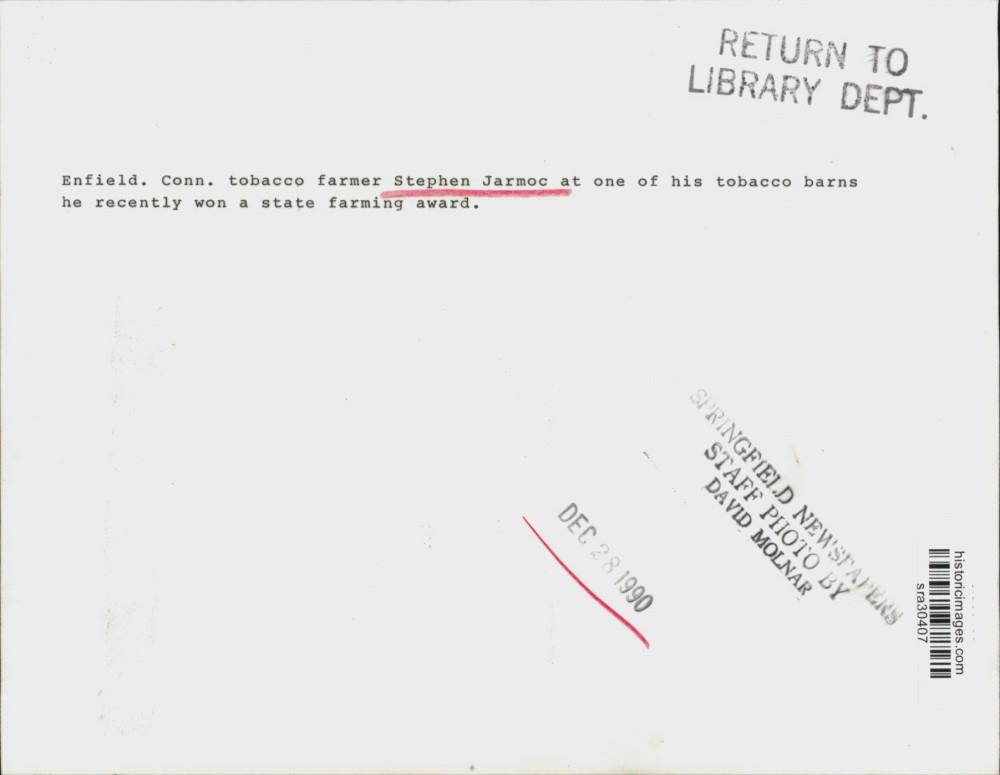 RETURN TO
LIBRARY DEPT.
Enfield. Conn. tobacco farmer Stephen Jarmoc at one of his tobacco barns
he recently won a state farming award.
SPRINGFIELD NEWSPAPERS
STAFF PHOTO BY
DAVID MOLNAR
DEC 28 1990
historicimages.com
sra30407